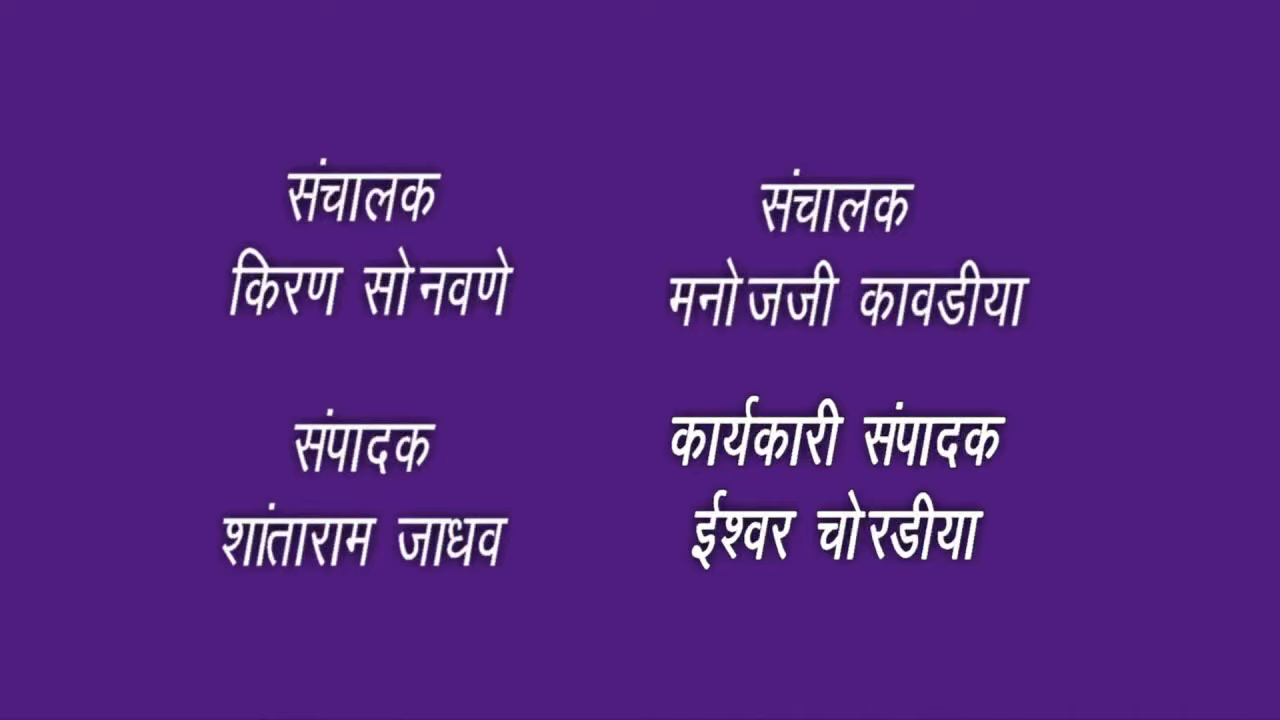 संचालक
किरण सोनवणे
संचालक
मनोजजी कावडीया
संपादक
शांताराम जाधव
कार्यकारी संपादक
ईश्वर चोरडीया